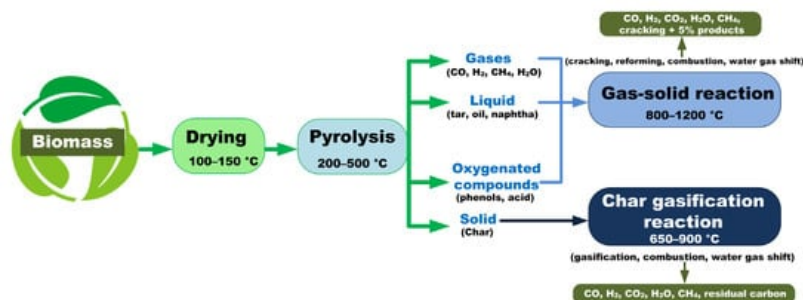 CO, H₂, CO₂, H₂O, CH₄,
cracking + 5% products
(cracking, reforming, combustion, water gas shift)
Gases
(CO, H₂, CH₄, H₂O)
Liquid
(tar, oil, naphtha)
Gas-solid reaction
800–1200 °C
Biomass
Drying
100–150 °C
Pyrolysis
200–500 °C
Oxygenated
compounds
(phenols, acid)
Solid
(Char)
Char gasification
reaction
650–900 °C
(gasification, combustion, water gas shift)
CO, H₂, CO₂, H₂O, CH₄, residual carbon